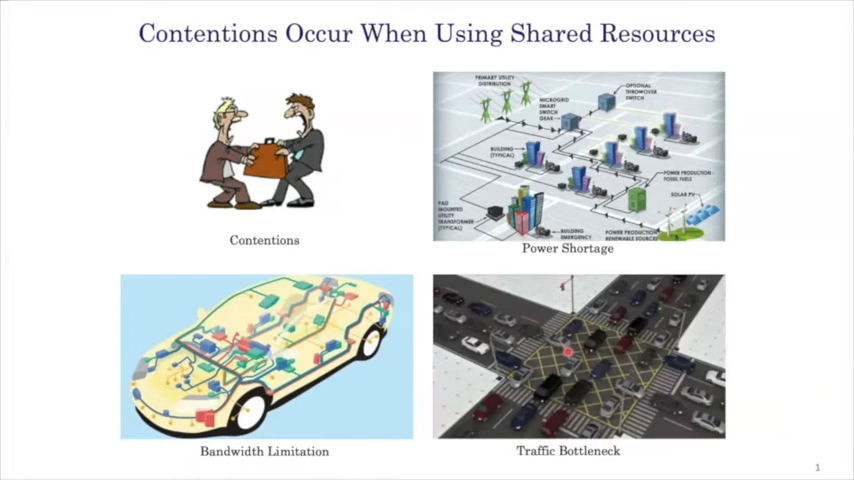 Contentions Occur When Using Shared Resources
PRIMARY UTILITY
DISTRIBUTION
OPTIONAL
THROWOVER
SWITCH
MICROGRID
SMART
SWITCH
GEAR
BUILDING
(TYPICAL)
POWER PRODUCTION
FOSSIL FUELS
SOLAR PV
PAD
MOUNTED
UTILITY
TRANSFORMER
(TYPICAL)
BUILDING
EMERGENCY
POWER PRODUCTION
RENEWABLE SOURCES
Contentions
Power Shortage
Bandwidth Limitation
Traffic Bottleneck
1